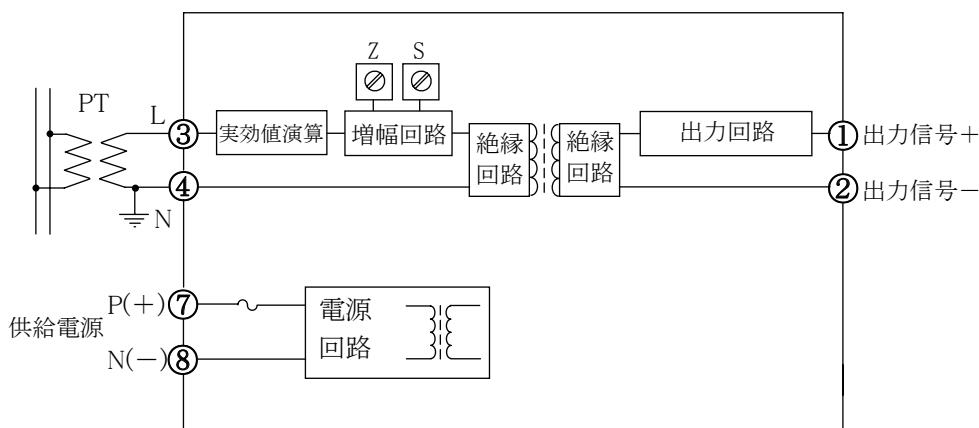 Z S
PT
L
③ 実効値演算 増幅回路 絶縁回路 絶縁回路 出力回路 ① 出力信号＋
④ ② 出力信号－
N
P(＋) ⑦ 電源回路
供給電源
N(－) ⑧